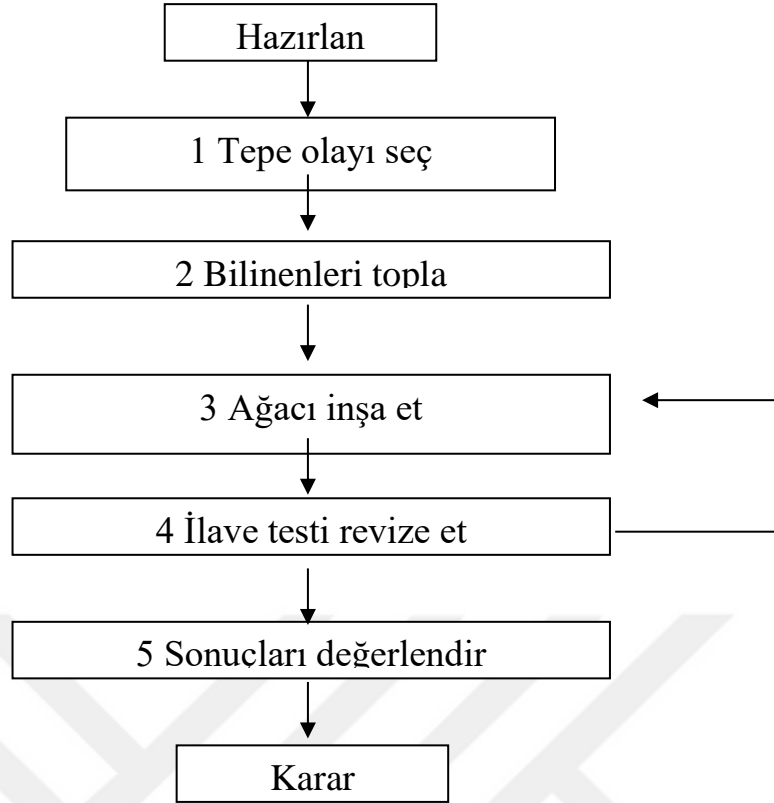 Hazırlan
1 Tepe olayı seç
2 Bilinenleri topla
3 Ağacı inşa et
4 İlave testi revize et
5 Sonuçları değerlendir
Karar